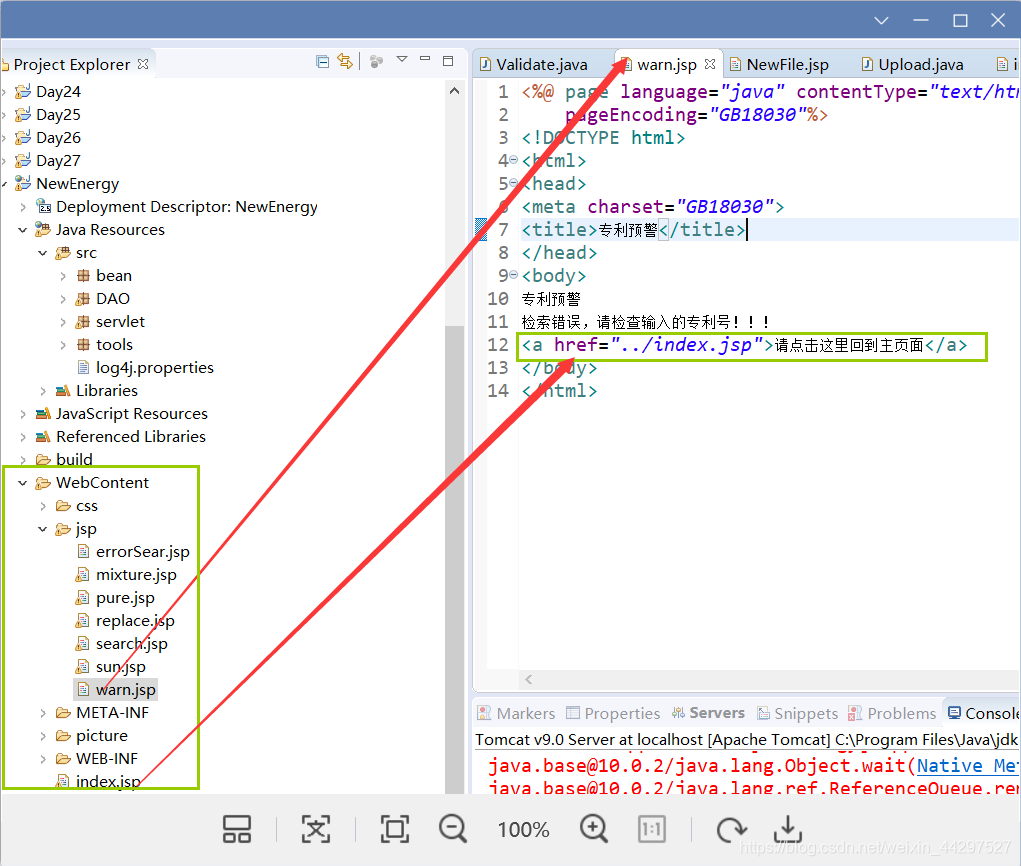 Project Explorer
Day24
Day25
Day26
Day27
NewEnergy
Deployment Descriptor: NewEnergy
Java Resources
src
bean
DAO
servlet
tools
log4j.properties
Libraries
JavaScript Resources
Referenced Libraries
build
WebContent
css
jsp
errorSear.jsp
mixture.jsp
pure.jsp
replace.jsp
search.jsp
sun.jsp
warn.jsp
META-INF
picture
WEB-INF
index.jsp
Validate.java warn.jsp NewFile.jsp Upload.java
1 <%@ page language="java" contentType="text/htm
2 pageEncoding="GB18030"%>
3 <!DOCTYPE html>
4 <html>
5 <head>
6 <meta charset="GB18030">
7 <title>专利预警</title>
8 </head>
9 <body>
10 专利预警
11 检索错误，请检查输入的专利号！！！
12 <a href="../index.jsp">请点击这里回到主页面</a>
13 </body>
14 </html>
Markers Properties Servers Snippets Problems Console
Tomcat v9.0 Server at localhost [Apache Tomcat] C:\Program Files\Java\jdk
java.base@10.0.2/java.lang.Object.wait(Native Me
java.base@10.0.2/java.lang.ref.ReferenceQueue.rem
100% 1:1
https://blog.csdn.net/weixin_44297527